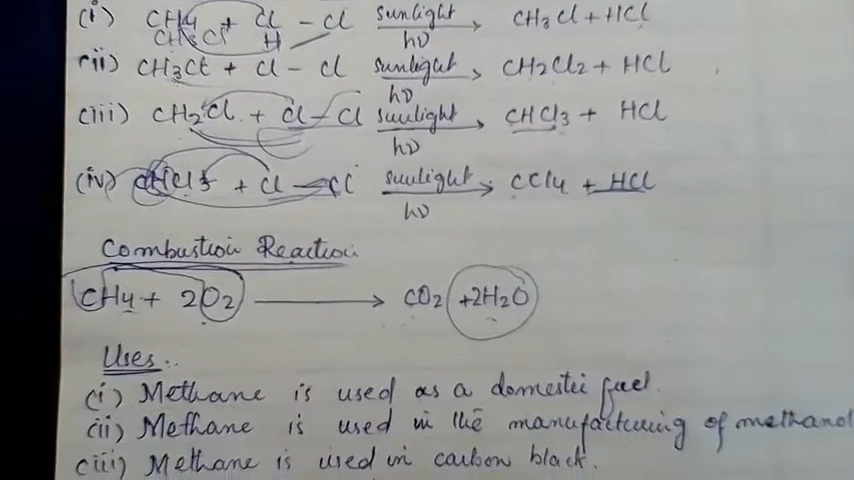 (i) CH4 + Cl - Cl sunlight hν → CH3Cl + HCl
CH3Cl H
(ii) CH3Cl + Cl - Cl sunlight hν → CH2Cl2 + HCl
(iii) CH2Cl + Cl - Cl sunlight hν → CHCl3 + HCl
(iv) CHCl3 + Cl - Cl sunlight hν → CCl4 + HCl
Combustion Reaction
CH4 + 2O2 → CO2 + 2H2O
Uses:
(i) Methane is used as a domestic fuel.
(ii) Methane is used in the manufacturing of methanol
(iii) Methane is used in carbon black.